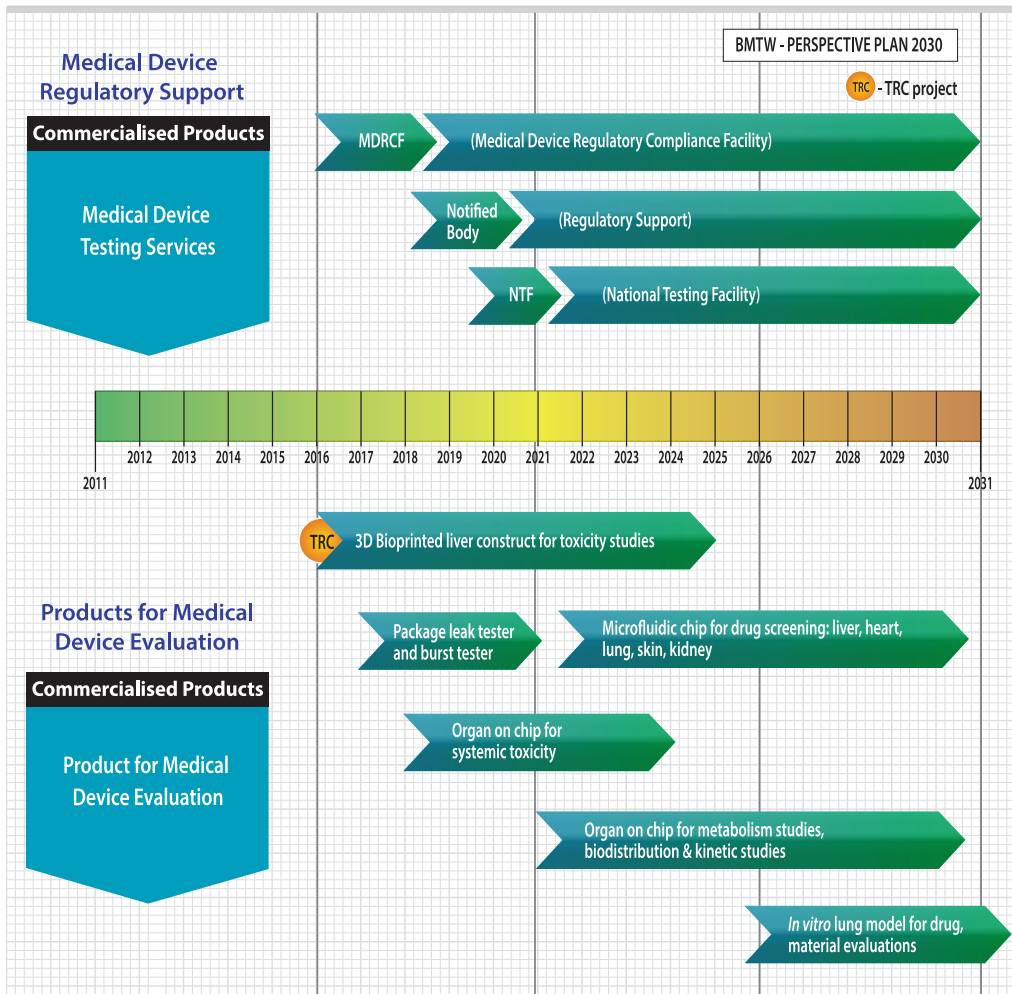 BMTW - PERSPECTIVE PLAN 2030
TRC - TRC project
Medical Device
Regulatory Support
Commercialised Products
Medical Device
Testing Services
MDRCF
(Medical Device Regulatory Compliance Facility)
Notified
Body
(Regulatory Support)
NTF
(National Testing Facility)
2012 2013 2014 2015 2016 2017 2018 2019 2020 2021 2022 2023 2024 2025 2026 2027 2028 2029 2030
2011 2031
TRC
3D Bioprinted liver construct for toxicity studies
Products for Medical
Device Evaluation
Commercialised Products
Product for Medical
Device Evaluation
Package leak tester
and burst tester
Microfluidic chip for drug screening: liver, heart,
lung, skin, kidney
Organ on chip for
systemic toxicity
Organ on chip for metabolism studies,
biodistribution & kinetic studies
In vitro lung model for drug,
material evaluations